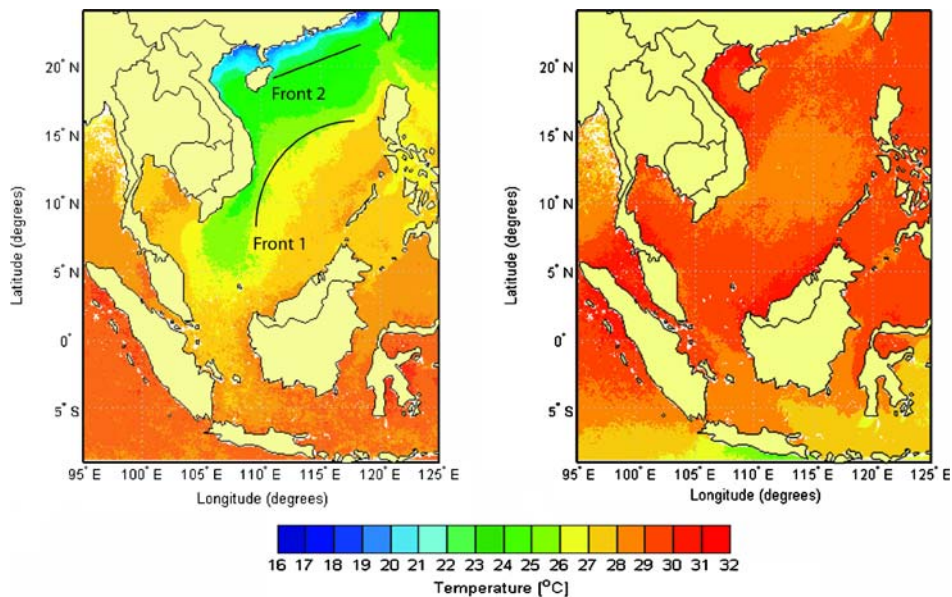 20° N
15°
10° N
5° N
0°
5° S
Latitude (degrees)
Front 2
Front 1
95° E 100° E 105° E 110° E 115° E 120° E 125° E
Longitude (degrees)
20° N
15° N
10° N
5° N
0°
5° S
Latitude (degrees)
95° E 100° E 105° E 110° E 115° E 120° E 125° E
Longitude (degrees)
16 17 18 19 20 21 22 23 24 25 26 27 28 29 30 31 32
Temperature [°C]